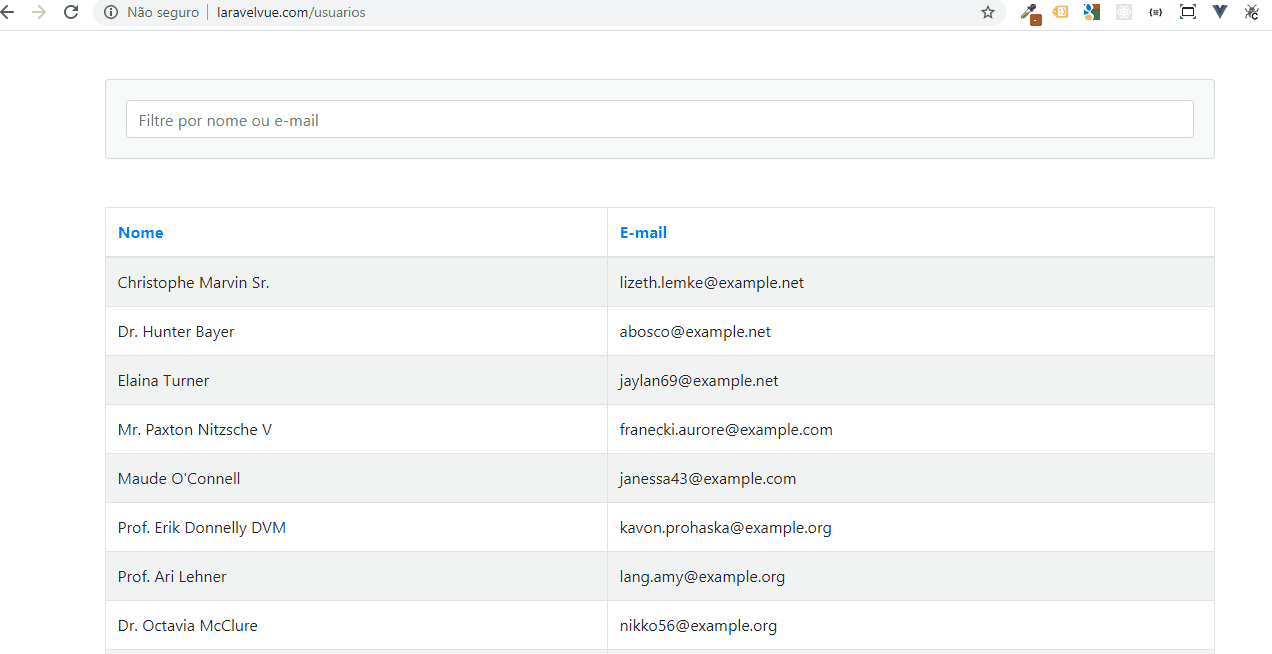 Não seguro | laravelvue.com/usuarios
Filtre por nome ou e-mail
Nome E-mail
Christophe Marvin Sr. lizeth.lemke@example.net
Dr. Hunter Bayer abosco@example.net
Elaina Turner jaylan69@example.net
Mr. Paxton Nitzsche V franecki.aurore@example.com
Maude O'Connell janessa43@example.com
Prof. Erik Donnelly DVM kavon.prohaska@example.org
Prof. Ari Lehner lang.amy@example.org
Dr. Octavia McClure nikko56@example.org